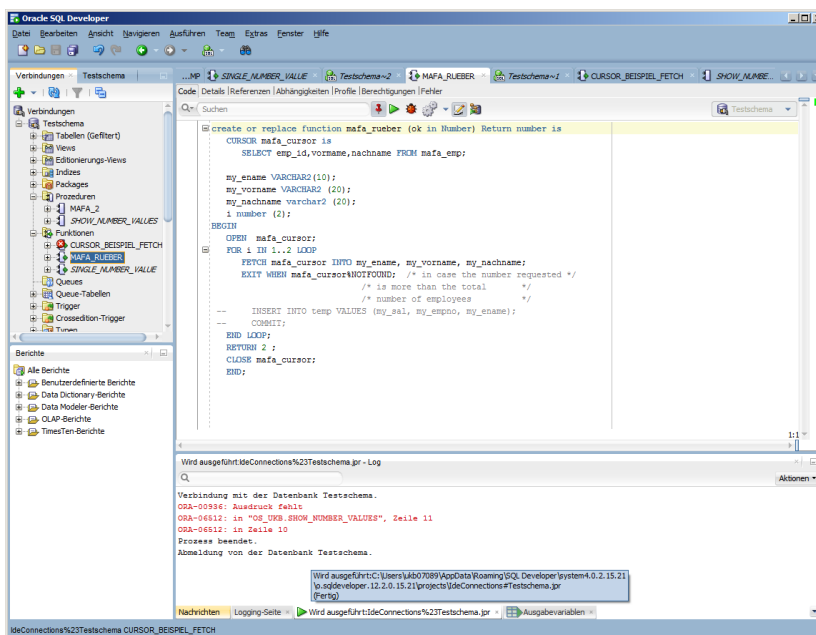 Oracle SQL Developer
Datei Bearbeiten Ansicht Navigieren Ausführen Team Extras Fenster Hilfe
Verbindungen Testschema
...MP SINGLE_NUMBER_VALUE Testschema~2 MAFA_RUEBER Testschema~1 CURSOR_BEISPIEL_FETCH SHOW_NUMBE...
Code Details Referenzen Abhängigkeiten Profile Berechtigungen Fehler
Suchen
Testschema
Verbindungen
Testschema
Tabellen (Gefiltert)
Views
Editionierungs-Views
Indizes
Packages
Prozeduren
MAFA_2
SHOW_NUMBER_VALUES
Funktionen
CURSOR_BEISPIEL_FETCH
MAFA_RUEBER
SINGLE_NUMBER_VALUE
Queues
Queue-Tabellen
Trigger
Crossedition-Trigger
Typen
create or replace function mafa_rueber (ok in Number) Return number is
CURSOR mafa_cursor is
SELECT emp_id,vorname,nachname FROM mafa_emp;
my_ename VARCHAR2(10);
my_vorname VARCHAR2 (20);
my_nachname varchar2 (20);
i number (2);
BEGIN
OPEN mafa_cursor;
FOR i IN 1..2 LOOP
FETCH mafa_cursor INTO my_ename, my_vorname, my_nachname;
EXIT WHEN mafa_cursor%NOTFOUND; /* in case the number requested */
/* is more than the total */
/* number of employees */
-- INSERT INTO temp VALUES (my_sal, my_empno, my_ename);
-- COMMIT;
END LOOP;
RETURN 2 ;
CLOSE mafa_cursor;
END;
1:1
Berichte
Alle Berichte
Benutzerdefinierte Berichte
Data Dictionary-Berichte
Data Modeler-Berichte
OLAP-Berichte
TimesTen-Berichte
Wird ausgeführt:IdeConnections%23Testschema.jpr - Log
Aktionen
Verbindung mit der Datenbank Testschema.
ORA-00936: Ausdruck fehlt
ORA-06512: in "OS_UKB.SHOW_NUMBER_VALUES", Zeile 11
ORA-06512: in Zeile 10
Prozess beendet.
Abmeldung von der Datenbank Testschema.
Wird ausgeführt:C:\Users\ukb07089\AppData\Roaming\SQL Developer\system4.0.2.15.21
\o.sqldeveloper.12.2.0.15.21\projects\IdeConnections#Testschema.jpr
(Fertig)
Nachrichten Logging-Seite Wird ausgeführt:IdeConnections%23Testschema.jpr Ausgabevariablen
IdeConnections%23Testschema CURSOR_BEISPIEL_FETCH